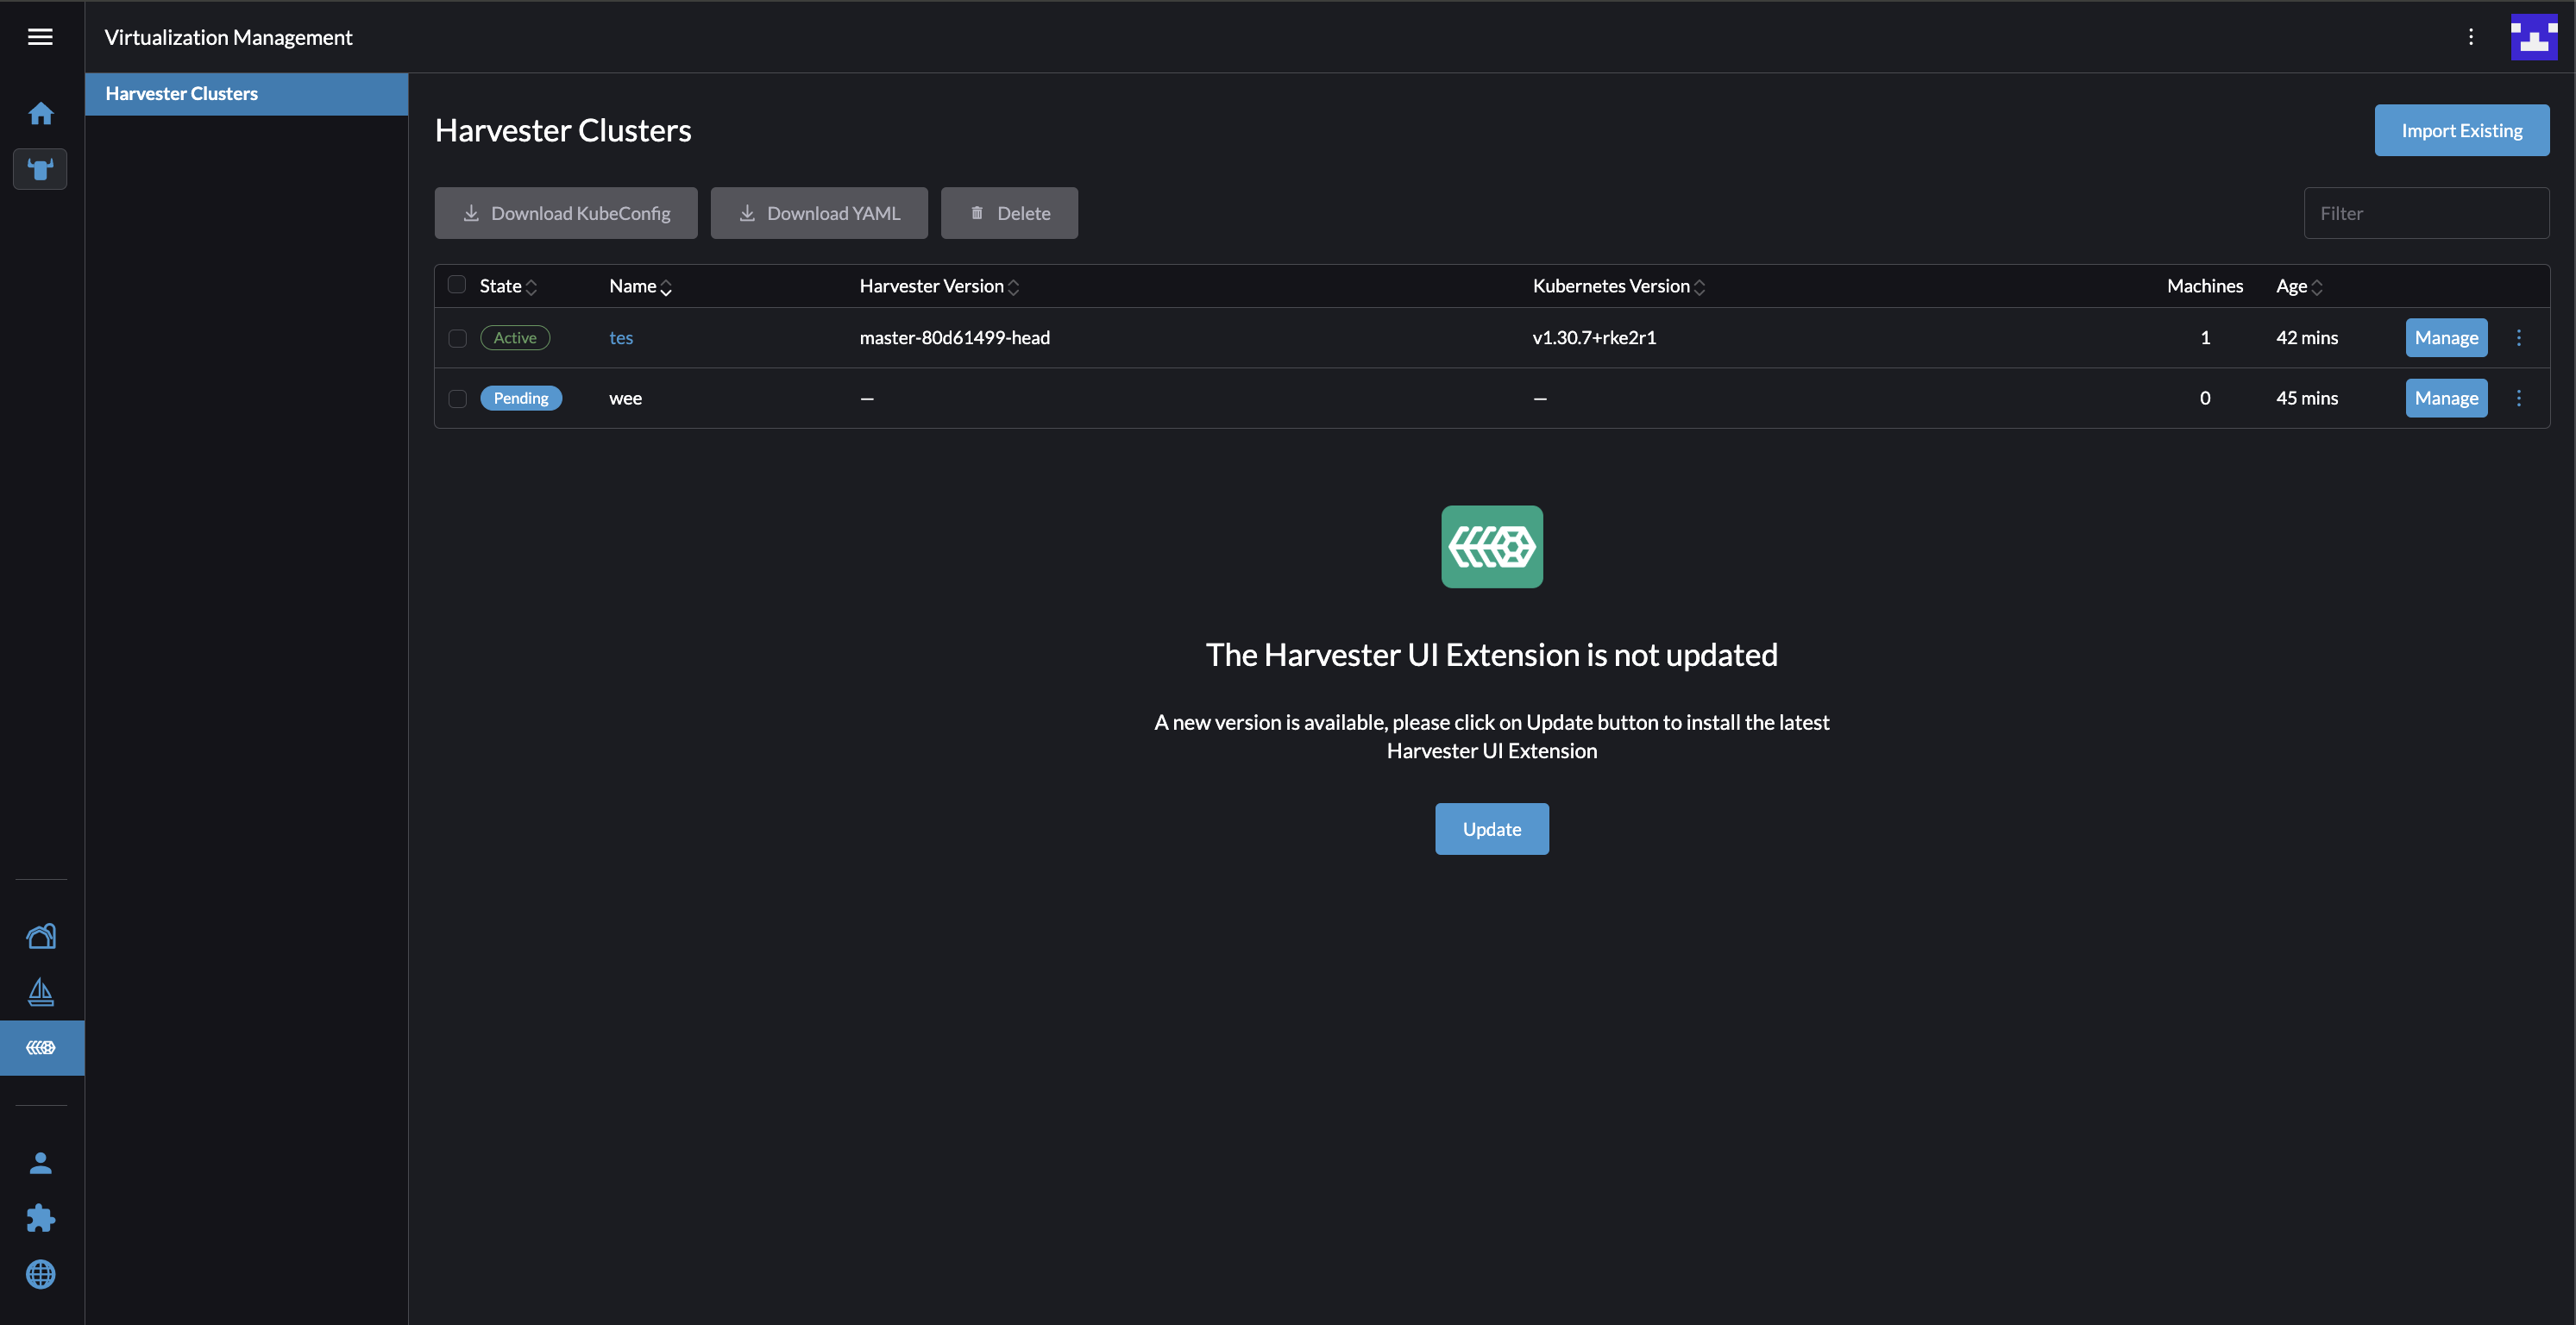 Virtualization Management
Harvester Clusters
Harvester Clusters
Import Existing
Download KubeConfig
Download YAML
Delete
Filter
State Name Harvester Version Kubernetes Version Machines Age
Active tes master-80d61499-head v1.30.7+rke2r1 1 42 mins Manage
Pending wee — — 0 45 mins Manage
The Harvester UI Extension is not updated
A new version is available, please click on Update button to install the latest
Harvester UI Extension
Update